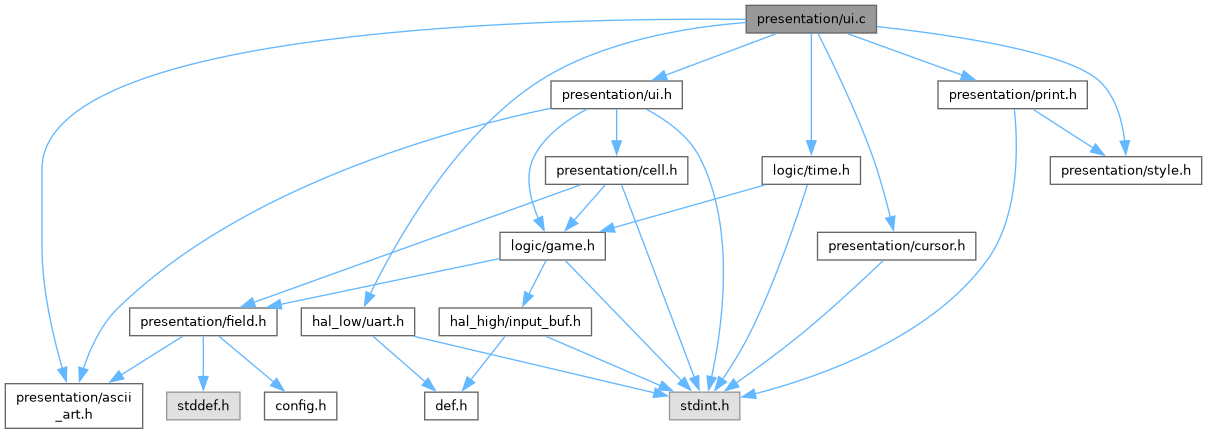 presentation/ui.c
presentation/ui.h
presentation/print.h
presentation/cell.h
logic/time.h
presentation/style.h
logic/game.h
presentation/cursor.h
presentation/field.h
hal_low/uart.h
hal_high/input_buf.h
presentation/ascii
_art.h
stddef.h
config.h
def.h
stdint.h